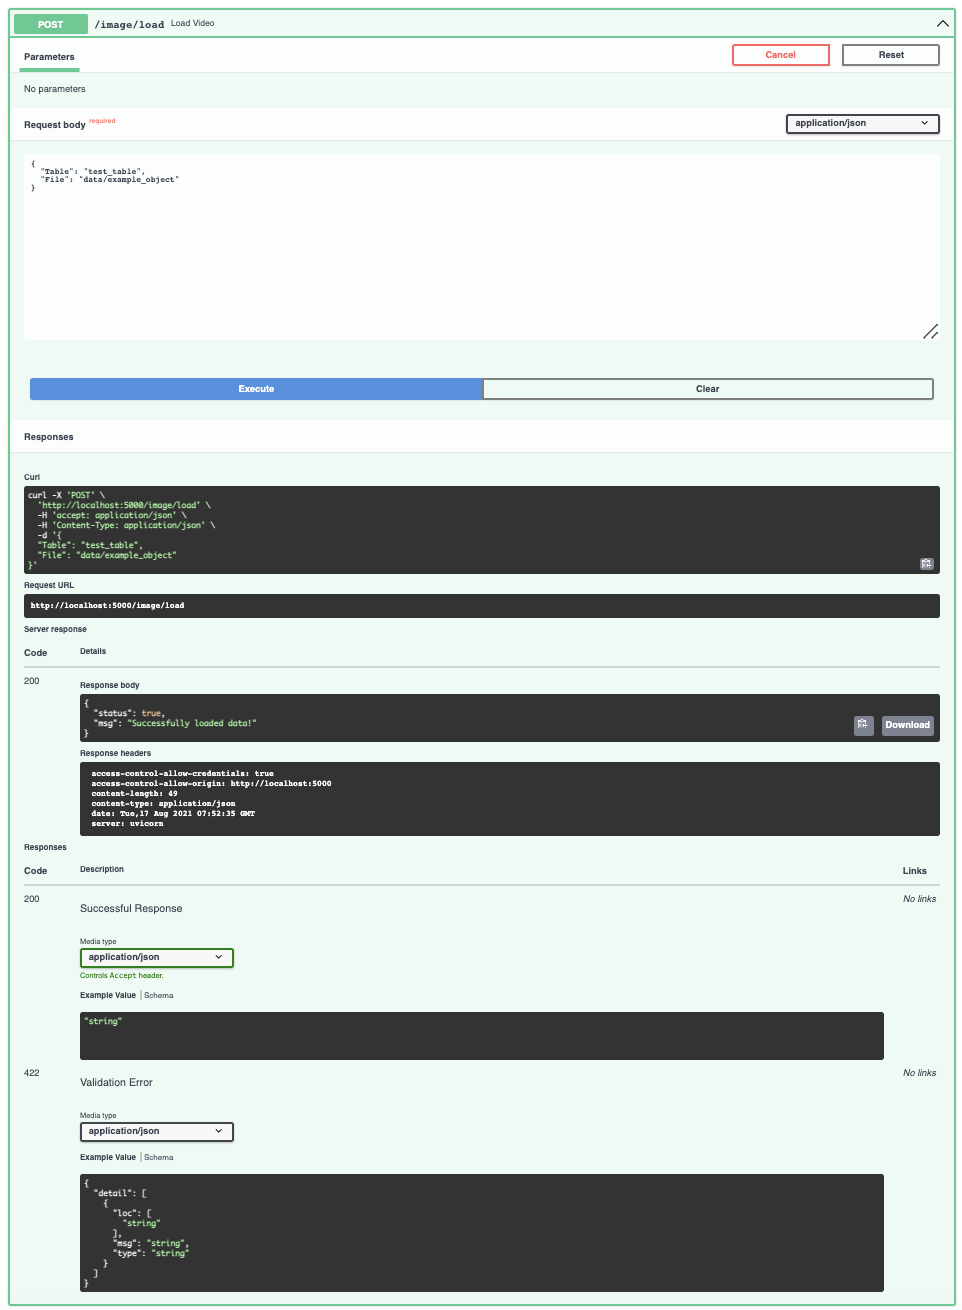 POST /image/load Load Video
Parameters
Cancel
Reset
No parameters
Request body required
application/json
{
  "Table": "test_table",
  "File": "data/example_object"
}
Execute
Clear
Responses
Curl
curl -X 'POST' \
  'http://localhost:5000/image/load' \
  -H 'accept: application/json' \
  -H 'Content-Type: application/json' \
  -d '{
  "Table": "test_table",
  "File": "data/example_object"
}'
Request URL
http://localhost:5000/image/load
Server response
Code Details
200
Response body
{
  "status": true,
  "msg": "Successfully loaded data!"
}
Download
Response headers
access-control-allow-credentials: true
access-control-allow-origin: http://localhost:5000
content-length: 49
content-type: application/json
date: Tue,17 Aug 2021 07:52:35 GMT
server: uvicorn
Responses
Code Description Links
200 No links
Successful Response
Media type
application/json
Controls Accept header.
Example Value | Schema
"string"
422 No links
Validation Error
Media type
application/json
Example Value | Schema
{
  "detail": [
    {
      "loc": [
        "string"
      ],
      "msg": "string",
      "type": "string"
    }
  ]
}